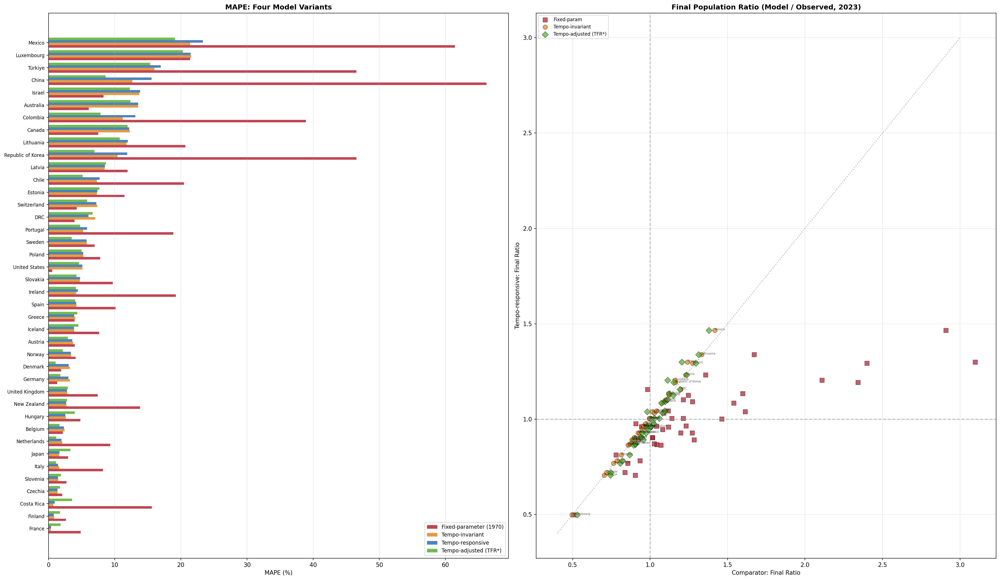 MAPE: Four Model Variants
Mexico
Luxembourg
Türkiye
China
Israel
Australia
Colombia
Canada
Lithuania
Republic of Korea
Latvia
Chile
Estonia
Switzerland
DRC
Portugal
Sweden
Poland
United States
Slovakia
Ireland
Spain
Greece
Iceland
Austria
Norway
Denmark
Germany
United Kingdom
New Zealand
Hungary
Belgium
Netherlands
Japan
Italy
Slovenia
Czechia
Costa Rica
Finland
France
0 10 20 30 40 50 60
MAPE (%)
Fixed-parameter (1970)
Tempo-invariant
Tempo-responsive
Tempo-adjusted (TFR*)
Final Population Ratio (Model / Observed, 2023)
Fixed-param
Tempo-invariant
Tempo-adjusted (TFR*)
Tempo-responsive: Final Ratio
3.0
2.5
2.0
1.5
1.0
0.5
Mexico
Latvia
Republic of Korea
DRC
Sweden
Canada
0.5 1.0 1.5 2.0 2.5 3.0
Comparator: Final Ratio